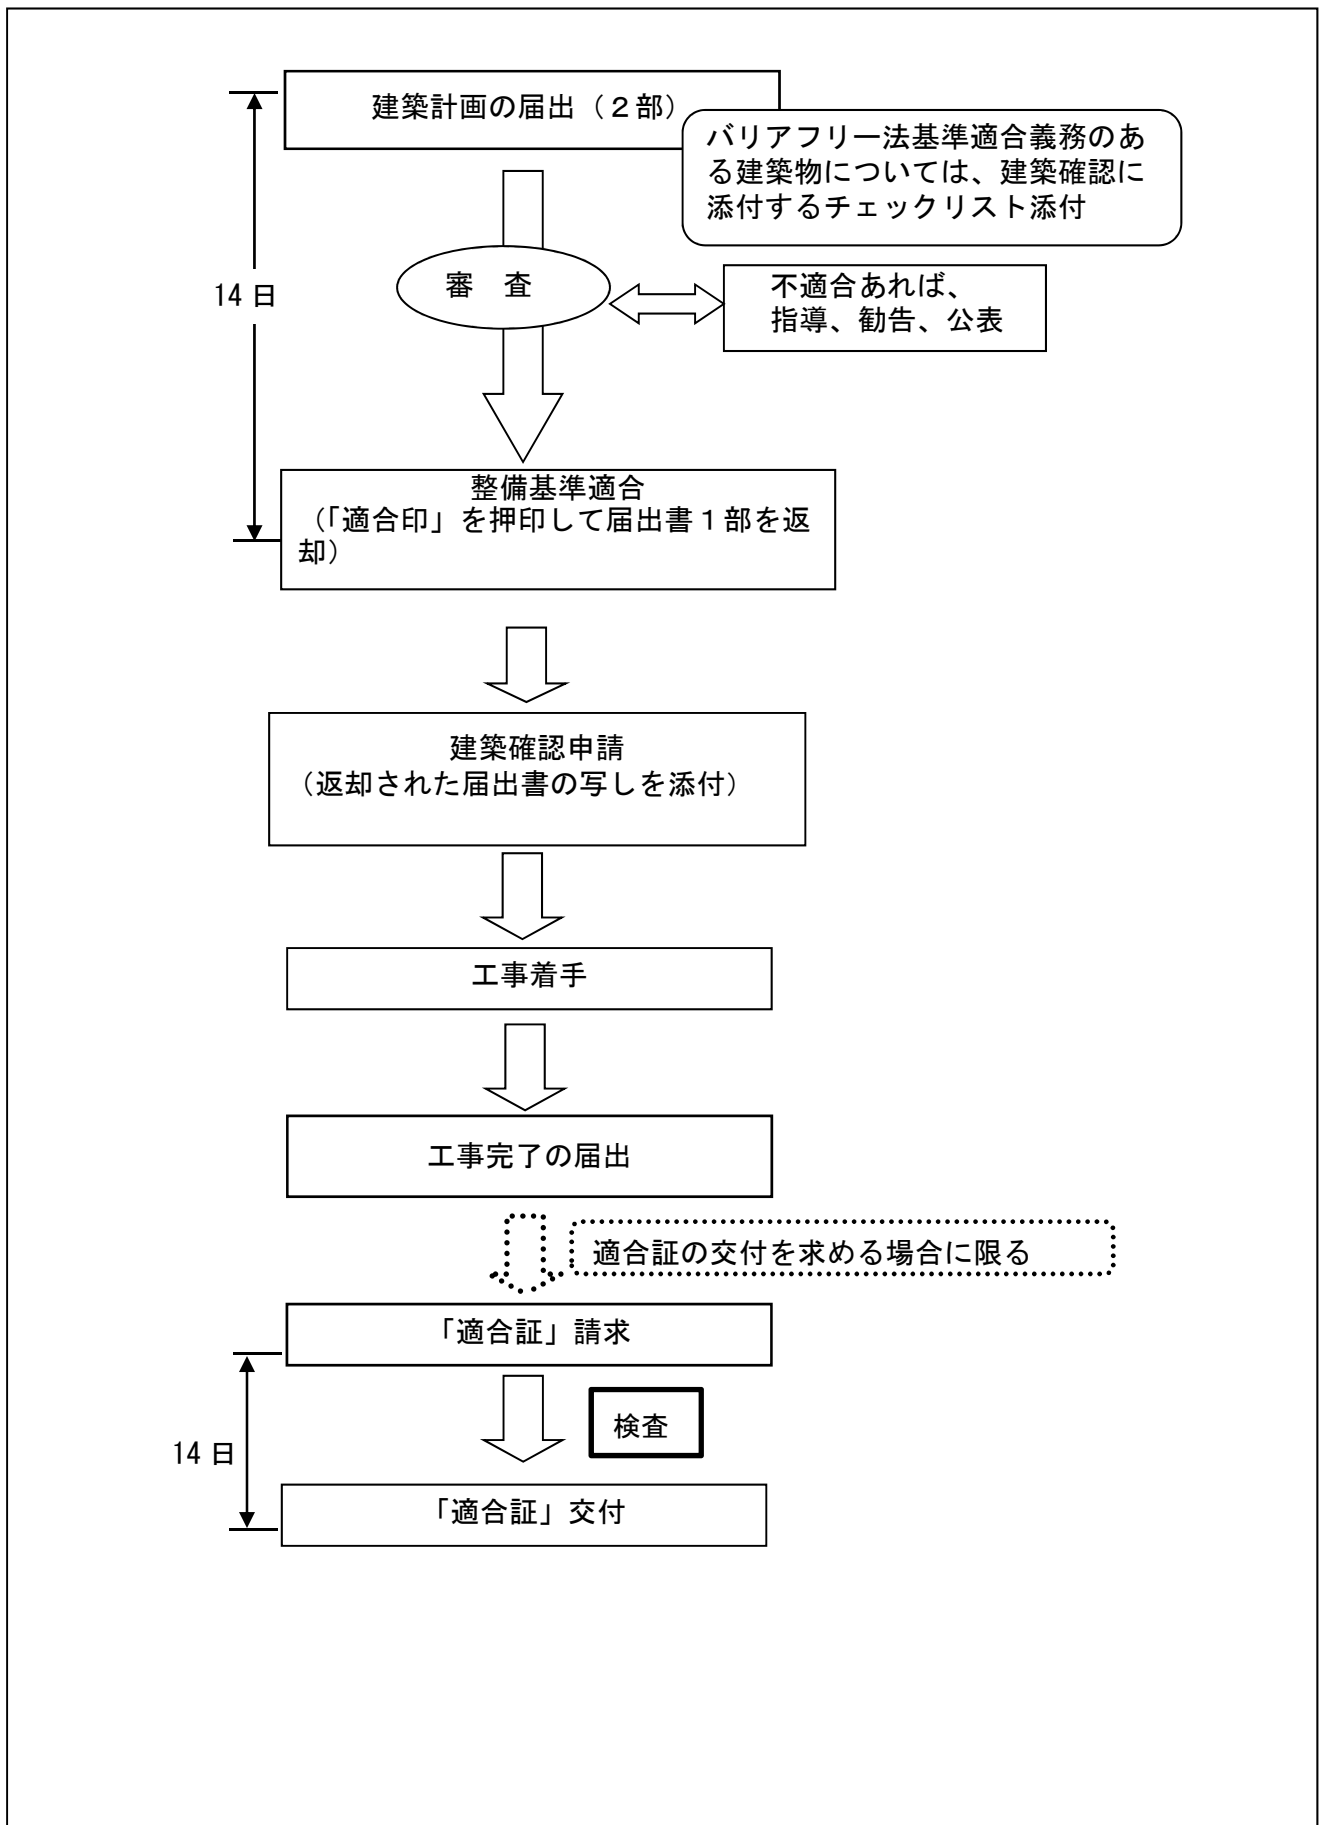 建築計画の届出（２部）
バリアフリー法基準適合義務のあ
る建築物については、建築確認に
添付するチェックリスト添付
審　査
14 日
不適合あれば、
指導、勧告、公表
整備基準適合
（「適合印」を押印して届出書１部を返
却）
建築確認申請
（返却された届出書の写しを添付）
工事着手
工事完了の届出
適合証の交付を求める場合に限る
「適合証」請求
検査
14 日
「適合証」交付